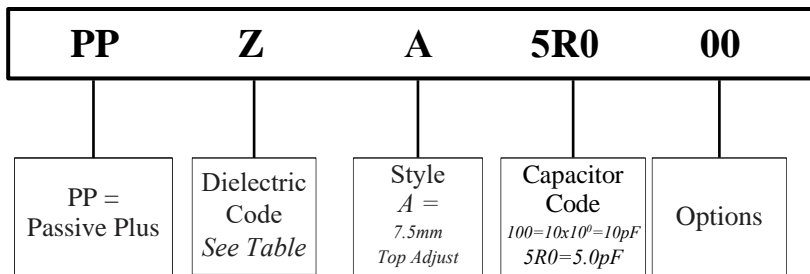 PP Z A 5R0 00
PP =
Passive Plus
Dielectric
Code
See Table
Style
A =
7.5mm
Top Adjust
Capacitor
Code
100=10x10⁰=10pF
5R0=5.0pF
Options